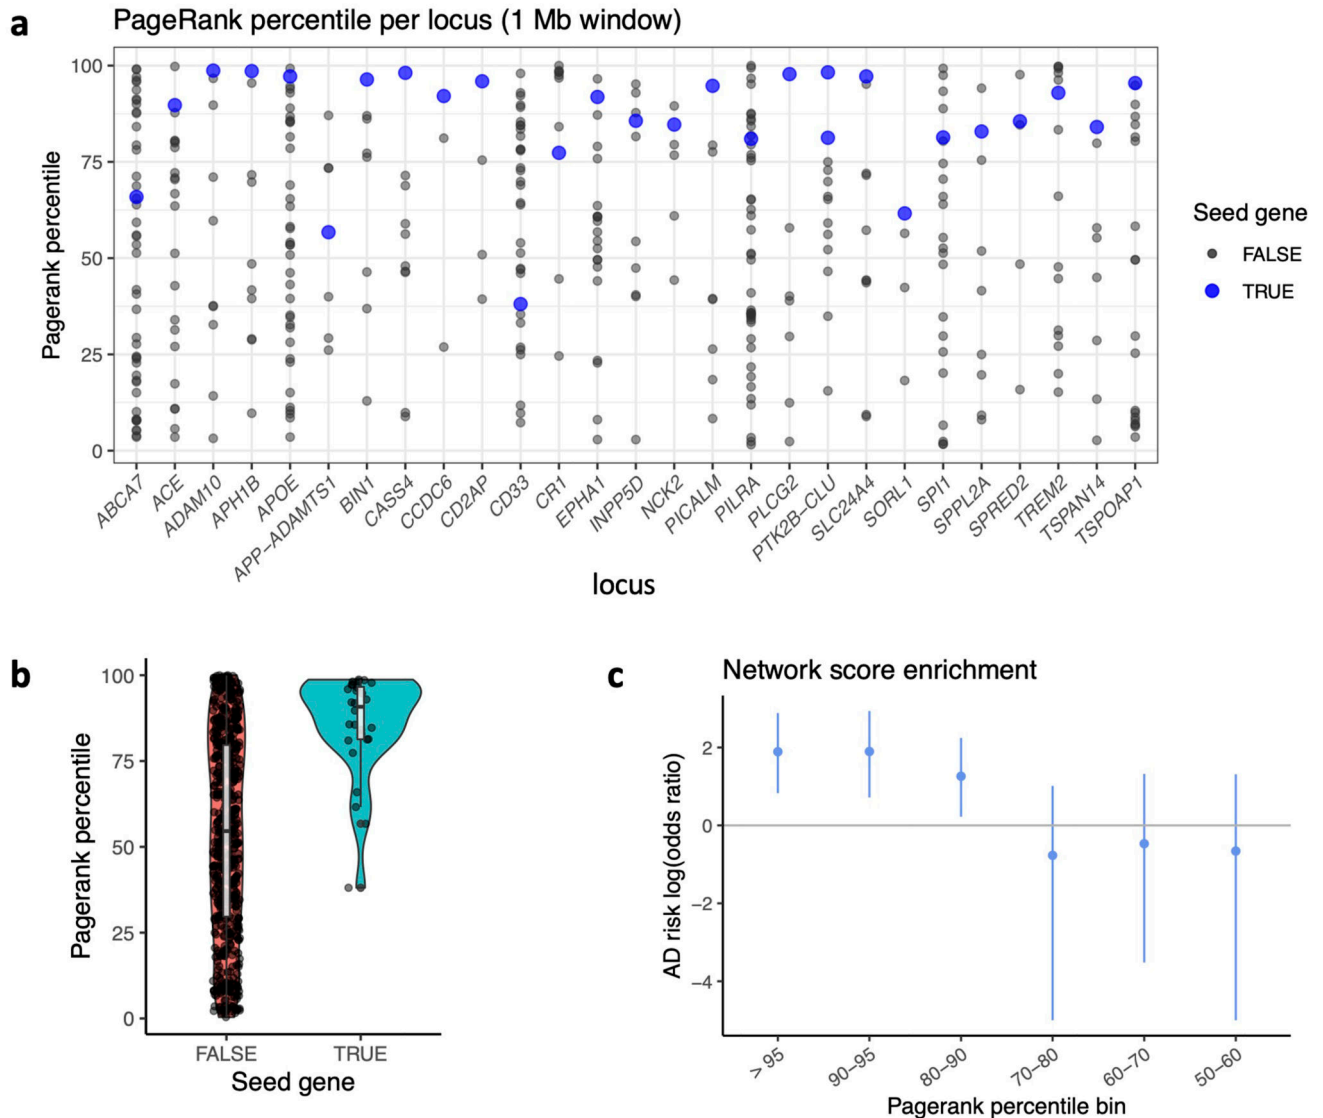 a
PageRank percentile per locus (1 Mb window)
Pagerank percentile
100
75
50
25
0
ABCA7
ACE
ADAM10
APH1B
APOE
APP−ADAMTS1
BIN1
CASS4
CCDC6
CD2AP
CD33
CR1
EPHA1
INPP5D
NCK2
PICALM
PILRA
PLCG2
PTK2B−CLU
SLC24A4
SORL1
SPI1
SPPL2A
SPRED2
TREM2
TSPAN14
TSPOAP1
locus
Seed gene
FALSE
TRUE
b
Pagerank percentile
100
75
50
25
0
FALSE
TRUE
Seed gene
c
Network score enrichment
AD risk log(odds ratio)
2
0
−2
−4
> 95
90−95
80−90
70−80
60−70
50−60
Pagerank percentile bin